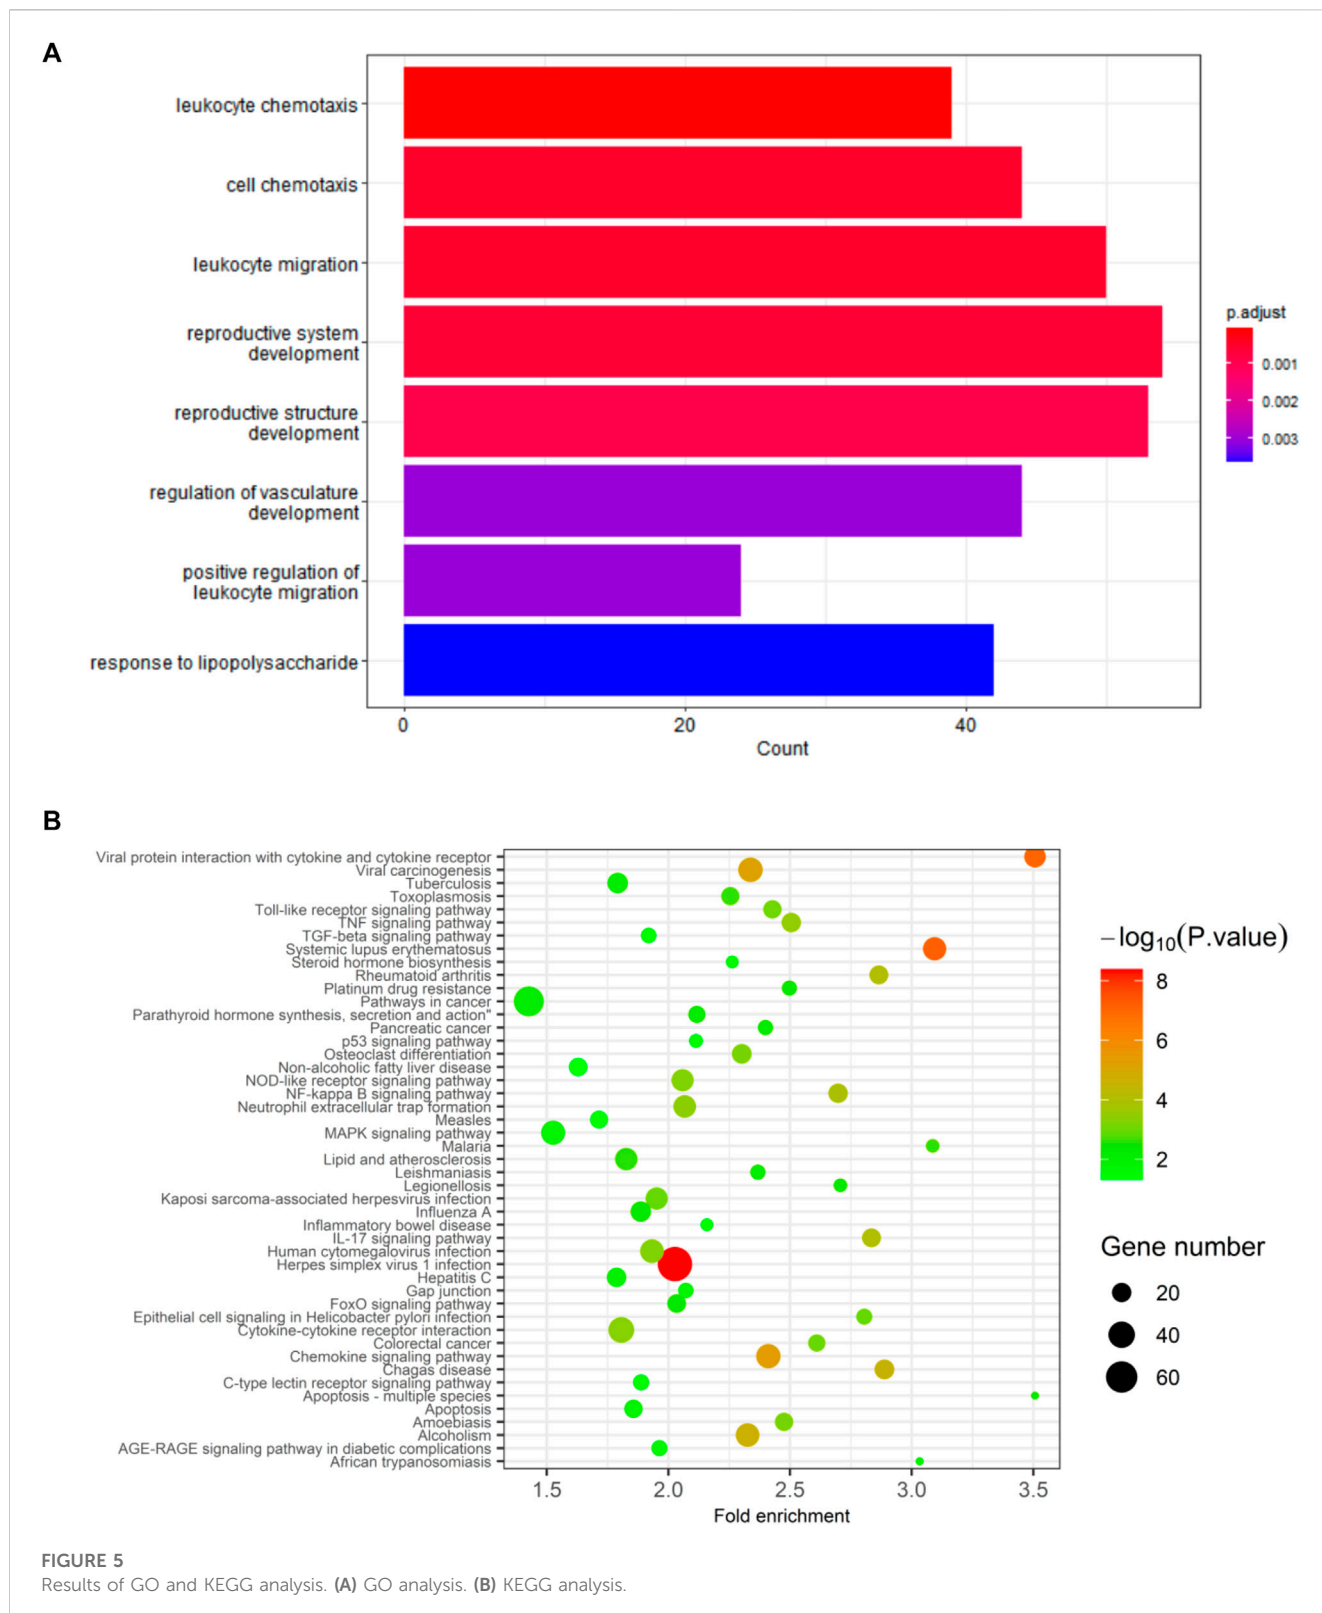 A
leukocyte chemotaxis
cell chemotaxis
leukocyte migration
reproductive system
development
reproductive structure
development
regulation of vasculature
development
positive regulation of
leukocyte migration
response to lipopolysaccharide
0 20 40
Count
p.adjust
0.001
0.002
0.003
B
Viral protein interaction with cytokine and cytokine receptor
Viral carcinogenesis
Tuberculosis
Toxoplasmosis
Toll-like receptor signaling pathway
TNF signaling pathway
TGF-beta signaling pathway
Systemic lupus erythematosus
Steroid hormone biosynthesis
Rheumatoid arthritis
Platinum drug resistance
Pathways in cancer
Parathyroid hormone synthesis, secretion and action"
Pancreatic cancer
p53 signaling pathway
Osteoclast differentiation
Non-alcoholic fatty liver disease
NOD-like receptor signaling pathway
NF-kappa B signaling pathway
Neutrophil extracellular trap formation
Measles
MAPK signaling pathway
Malaria
Lipid and atherosclerosis
Leishmaniasis
Legionellosis
Kaposi sarcoma-associated herpesvirus infection
Influenza A
Inflammatory bowel disease
IL-17 signaling pathway
Human cytomegalovirus infection
Herpes simplex virus 1 infection
Hepatitis C
Gap junction
FoxO signaling pathway
Epithelial cell signaling in Helicobacter pylori infection
Cytokine-cytokine receptor interaction
Colorectal cancer
Chemokine signaling pathway
Chagas disease
C-type lectin receptor signaling pathway
Apoptosis - multiple species
Apoptosis
Amoebiasis
Alcoholism
AGE-RAGE signaling pathway in diabetic complications
African trypanosomiasis
1.5 2.0 2.5 3.0 3.5
Fold enrichment
−log10(P.value)
8
6
4
2
Gene number
20
40
60
FIGURE 5
Results of GO and KEGG analysis. (A) GO analysis. (B) KEGG analysis.